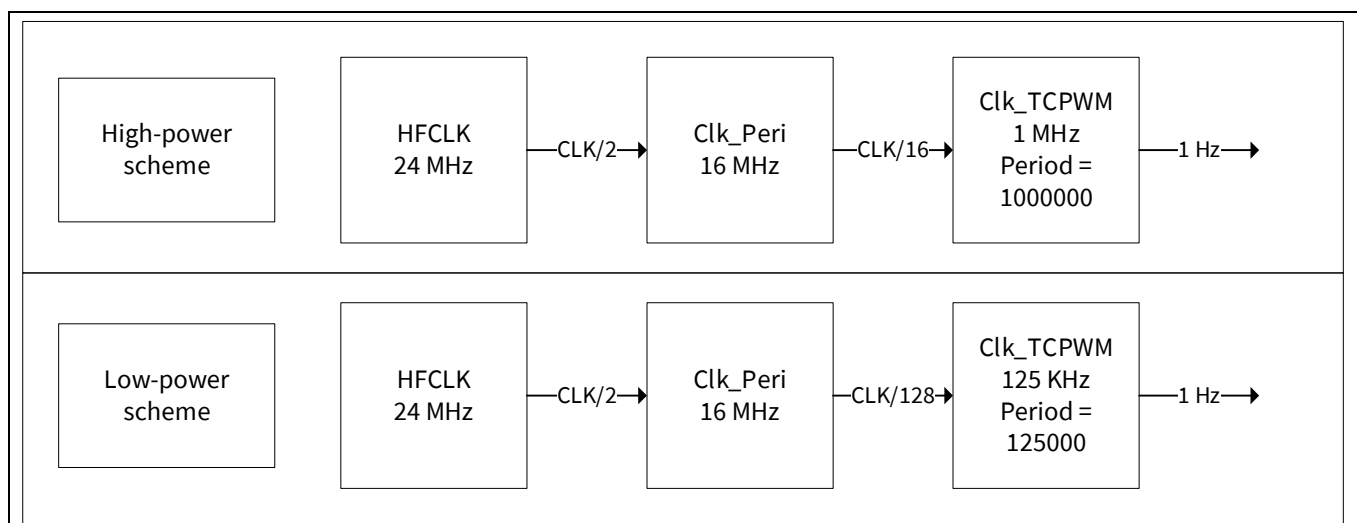 High-power
scheme
HFCLK
24 MHz
CLK/2
Clk_Peri
16 MHz
CLK/16
Clk_TCPWM
1 MHz
Period =
1000000
1 Hz
Low-power
scheme
HFCLK
24 MHz
CLK/2
Clk_Peri
16 MHz
CLK/128
Clk_TCPWM
125 KHz
Period =
125000
1 Hz